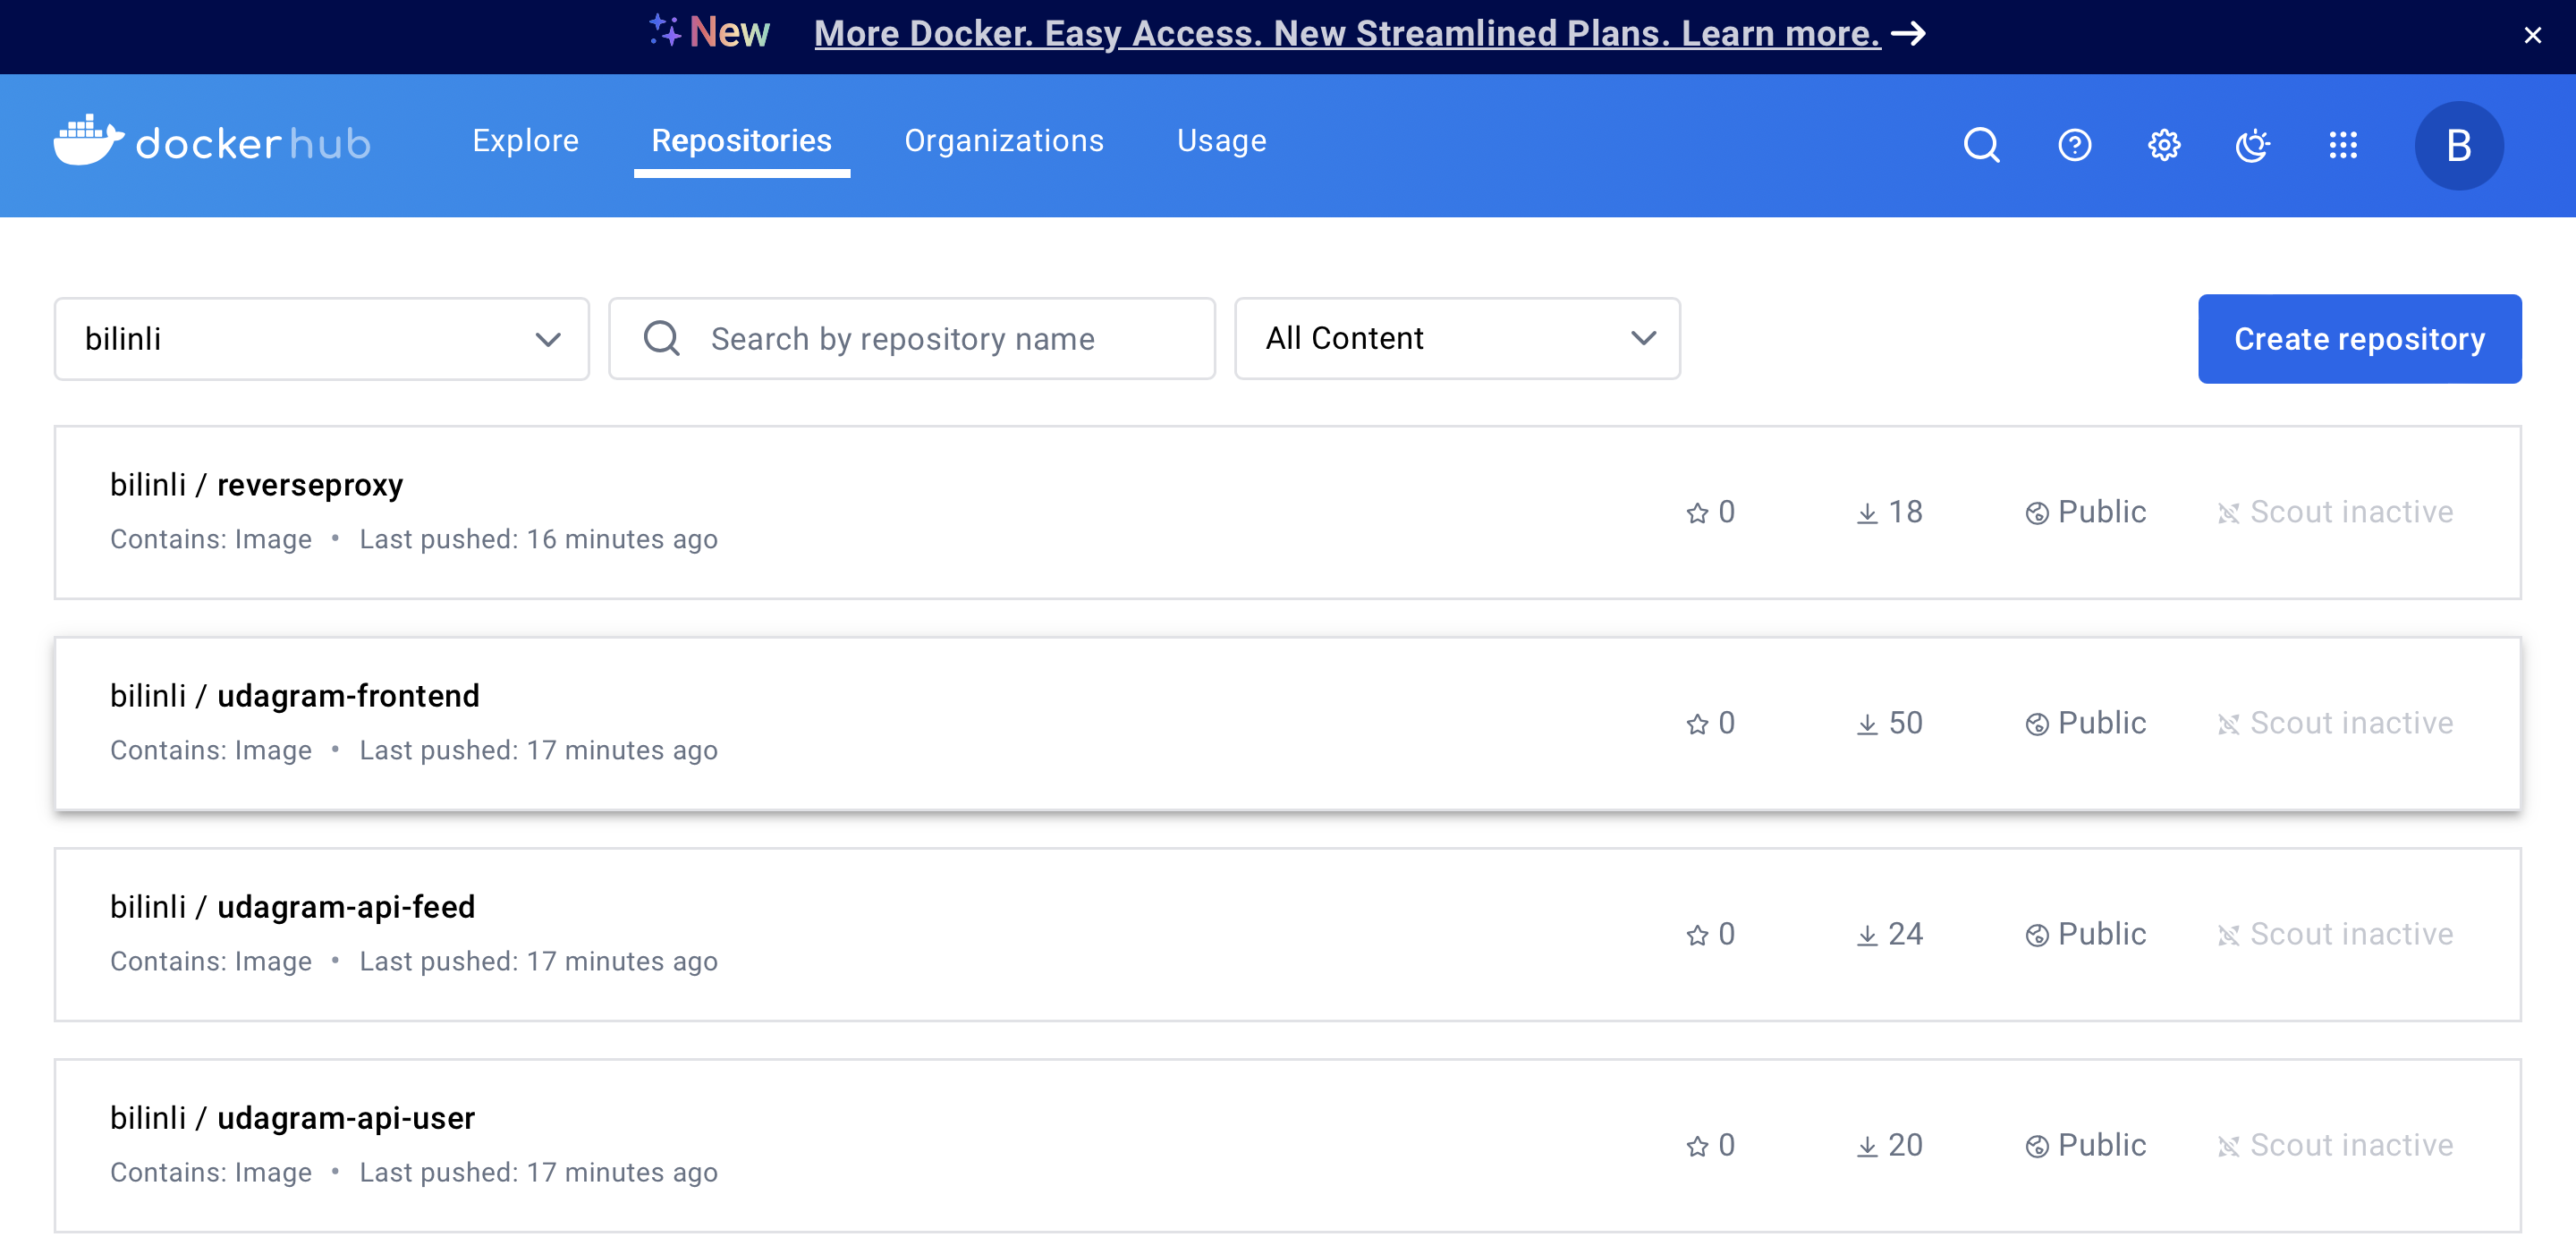 New More Docker. Easy Access. New Streamlined Plans. Learn more.
docker hub Explore Repositories Organizations Usage B
bilinli Search by repository name All Content Create repository
bilinli / reverseproxy
Contains: Image • Last pushed: 16 minutes ago
0 18 Public Scout inactive
bilinli / udagram-frontend
Contains: Image • Last pushed: 17 minutes ago
0 50 Public Scout inactive
bilinli / udagram-api-feed
Contains: Image • Last pushed: 17 minutes ago
0 24 Public Scout inactive
bilinli / udagram-api-user
Contains: Image • Last pushed: 17 minutes ago
0 20 Public Scout inactive